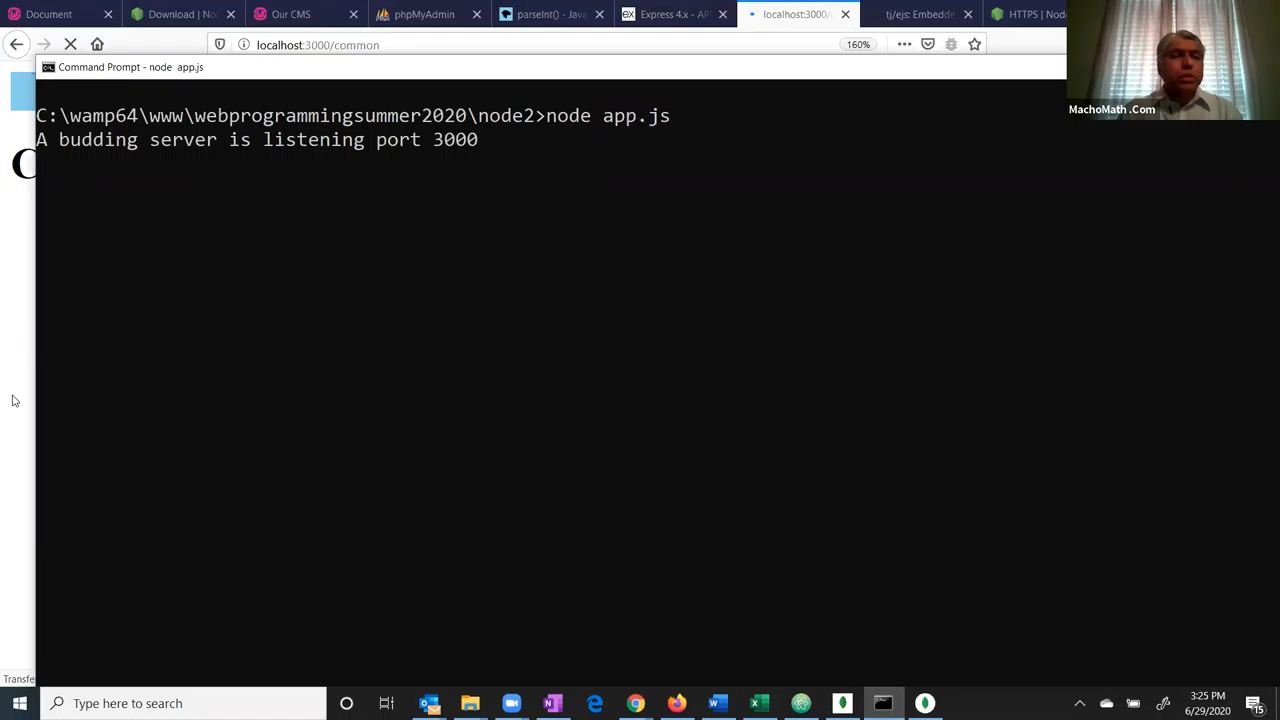 Document
Download | No
Our CMS
phpMyAdmin
parseInt() - Java
Express 4.x - AP
localhost:3000/
tj/ejs: Embedde
HTTPS | Node
localhost:3000/common
160%
Command Prompt - node app.js
MachoMath .Com
C:\wamp64\www\webprogrammingsummer2020\node2>node app.js
A budding server is listening port 3000
C
Transfe
Type here to search
3:25 PM
6/29/2020
15